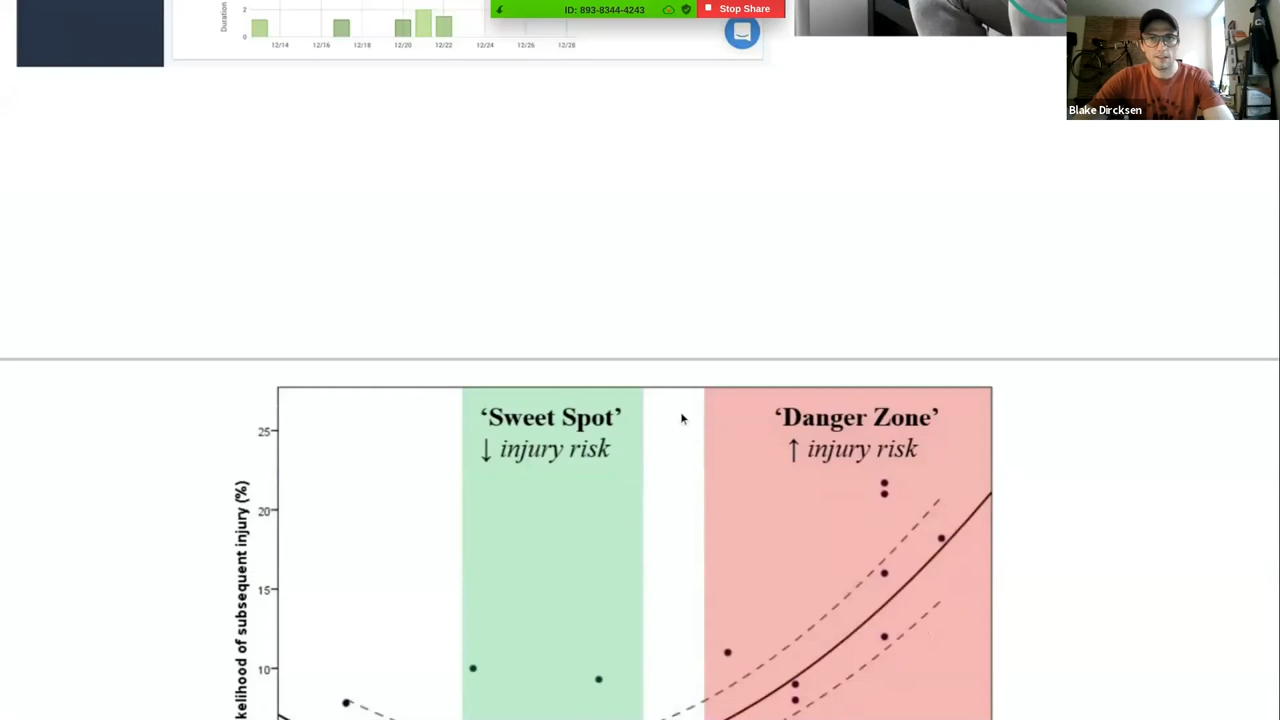 Duration
2
0
12/14 12/16 12/18 12/20 12/22 12/24 12/26 12/28
ID: 893-8344-4243
Stop Share
Blake Dircksen
‘Sweet Spot’
↓ injury risk
‘Danger Zone’
↑ injury risk
kelihood of subsequent injury (%)
25
20
15
10